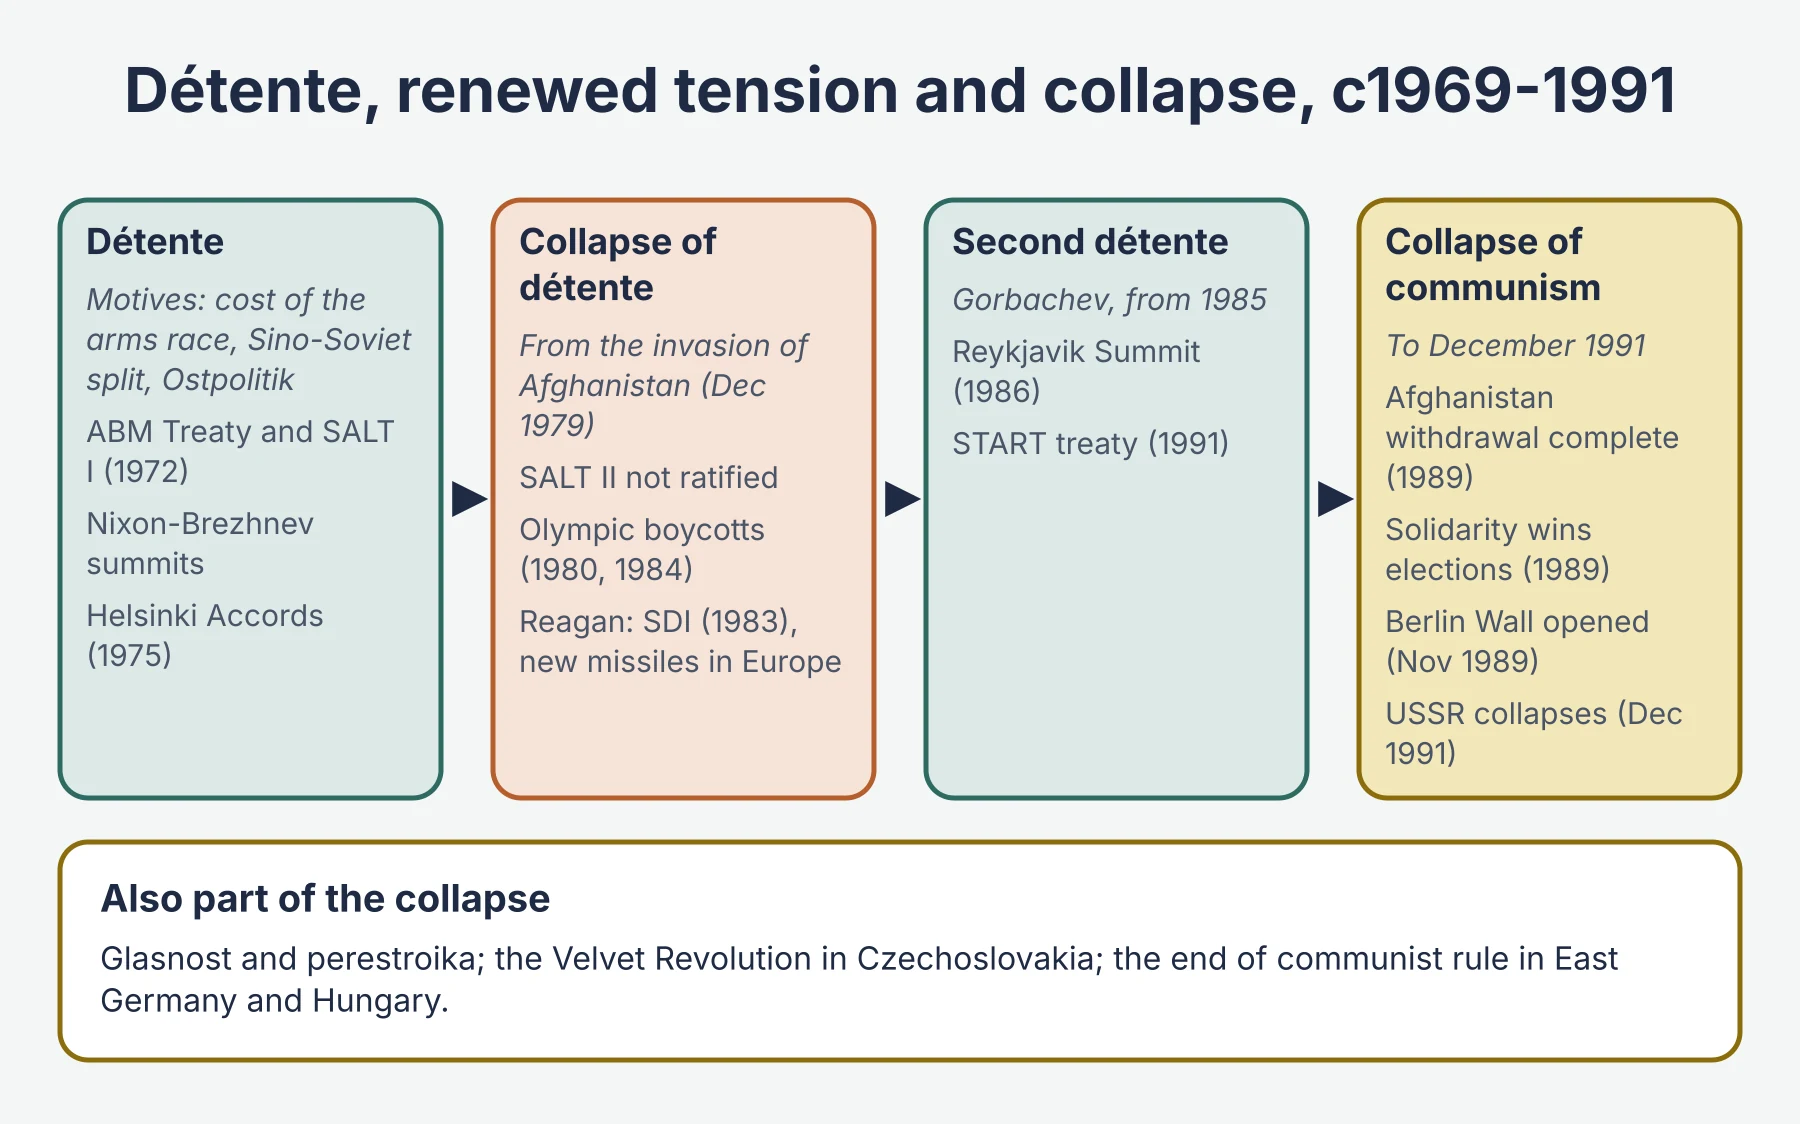 Détente, renewed tension and collapse, c1969-1991
Détente
Motives: cost of the
arms race, Sino-Soviet
split, Ostpolitik
ABM Treaty and SALT
I (1972)
Nixon-Brezhnev
summits
Helsinki Accords
(1975)
Collapse of
détente
From the invasion of
Afghanistan (Dec
1979)
SALT II not ratified
Olympic boycotts
(1980, 1984)
Reagan: SDI (1983),
new missiles in Europe
Second détente
Gorbachev, from 1985
Reykjavik Summit
(1986)
START treaty (1991)
Collapse of
communism
To December 1991
Afghanistan
withdrawal complete
(1989)
Solidarity wins
elections (1989)
Berlin Wall opened
(Nov 1989)
USSR collapses (Dec
1991)
Also part of the collapse
Glasnost and perestroika; the Velvet Revolution in Czechoslovakia; the end of communist rule in East
Germany and Hungary.